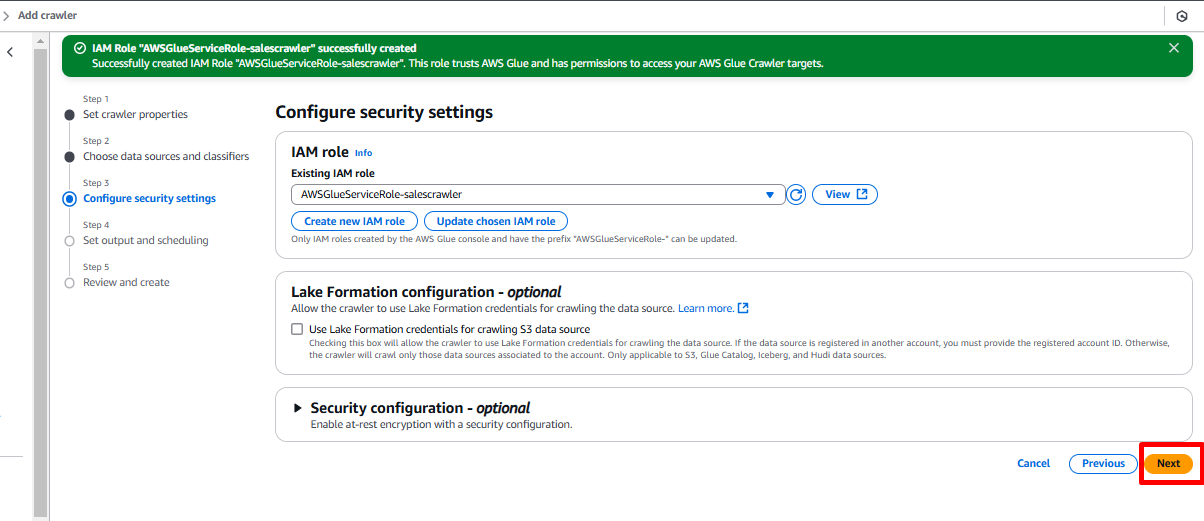 Add crawler
IAM Role "AWSGlueServiceRole-salescrawler" successfully created
Successfully created IAM Role "AWSGlueServiceRole-salescrawler". This role trusts AWS Glue and has permissions to access your AWS Glue Crawler targets.
Step 1
Set crawler properties
Step 2
Choose data sources and classifiers
Step 3
Configure security settings
Step 4
Set output and scheduling
Step 5
Review and create
Configure security settings
IAM role Info
Existing IAM role
AWSGlueServiceRole-salescrawler
View
Create new IAM role
Update chosen IAM role
Only IAM roles created by the AWS Glue console and have the prefix "AWSGlueServiceRole-" can be updated.
Lake Formation configuration - optional
Allow the crawler to use Lake Formation credentials for crawling the data source. Learn more.
Use Lake Formation credentials for crawling S3 data source
Checking this box will allow the crawler to use Lake Formation credentials for crawling the data source. If the data source is registered in another account, you must provide the registered account ID. Otherwise,
the crawler will crawl only those data sources associated to the account. Only applicable to S3, Glue Catalog, Iceberg, and Hudi data sources.
Security configuration - optional
Enable at-rest encryption with a security configuration.
Cancel
Previous
Next